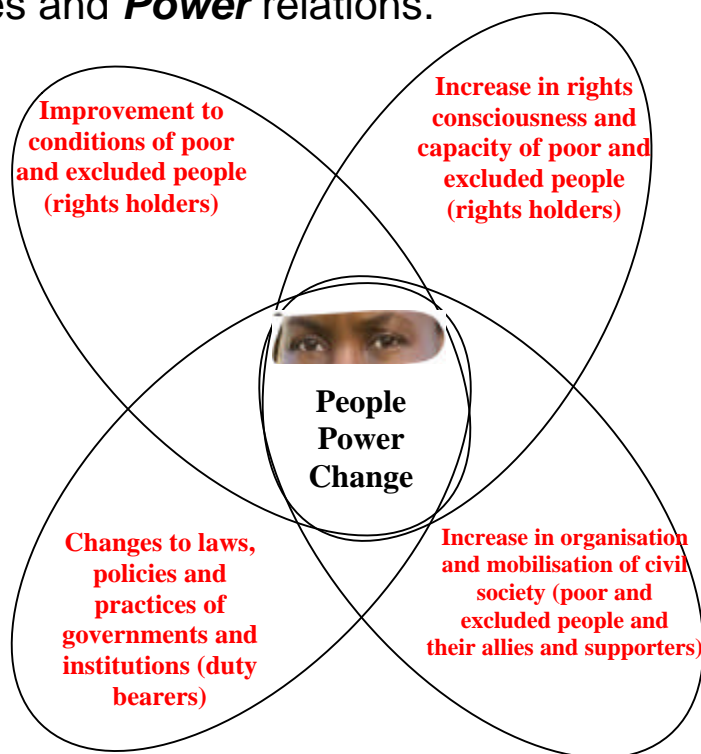 es and Power relations.
Improvement to
conditions of poor
and excluded people
(rights holders)
Increase in rights
consciousness and
capacity of poor and
excluded people
(rights holders)
People
Power
Change
Changes to laws,
policies and
practices of
governments and
institutions (duty
bearers)
Increase in organisation
and mobilisation of civil
society (poor and
excluded people and
their allies and supporters)